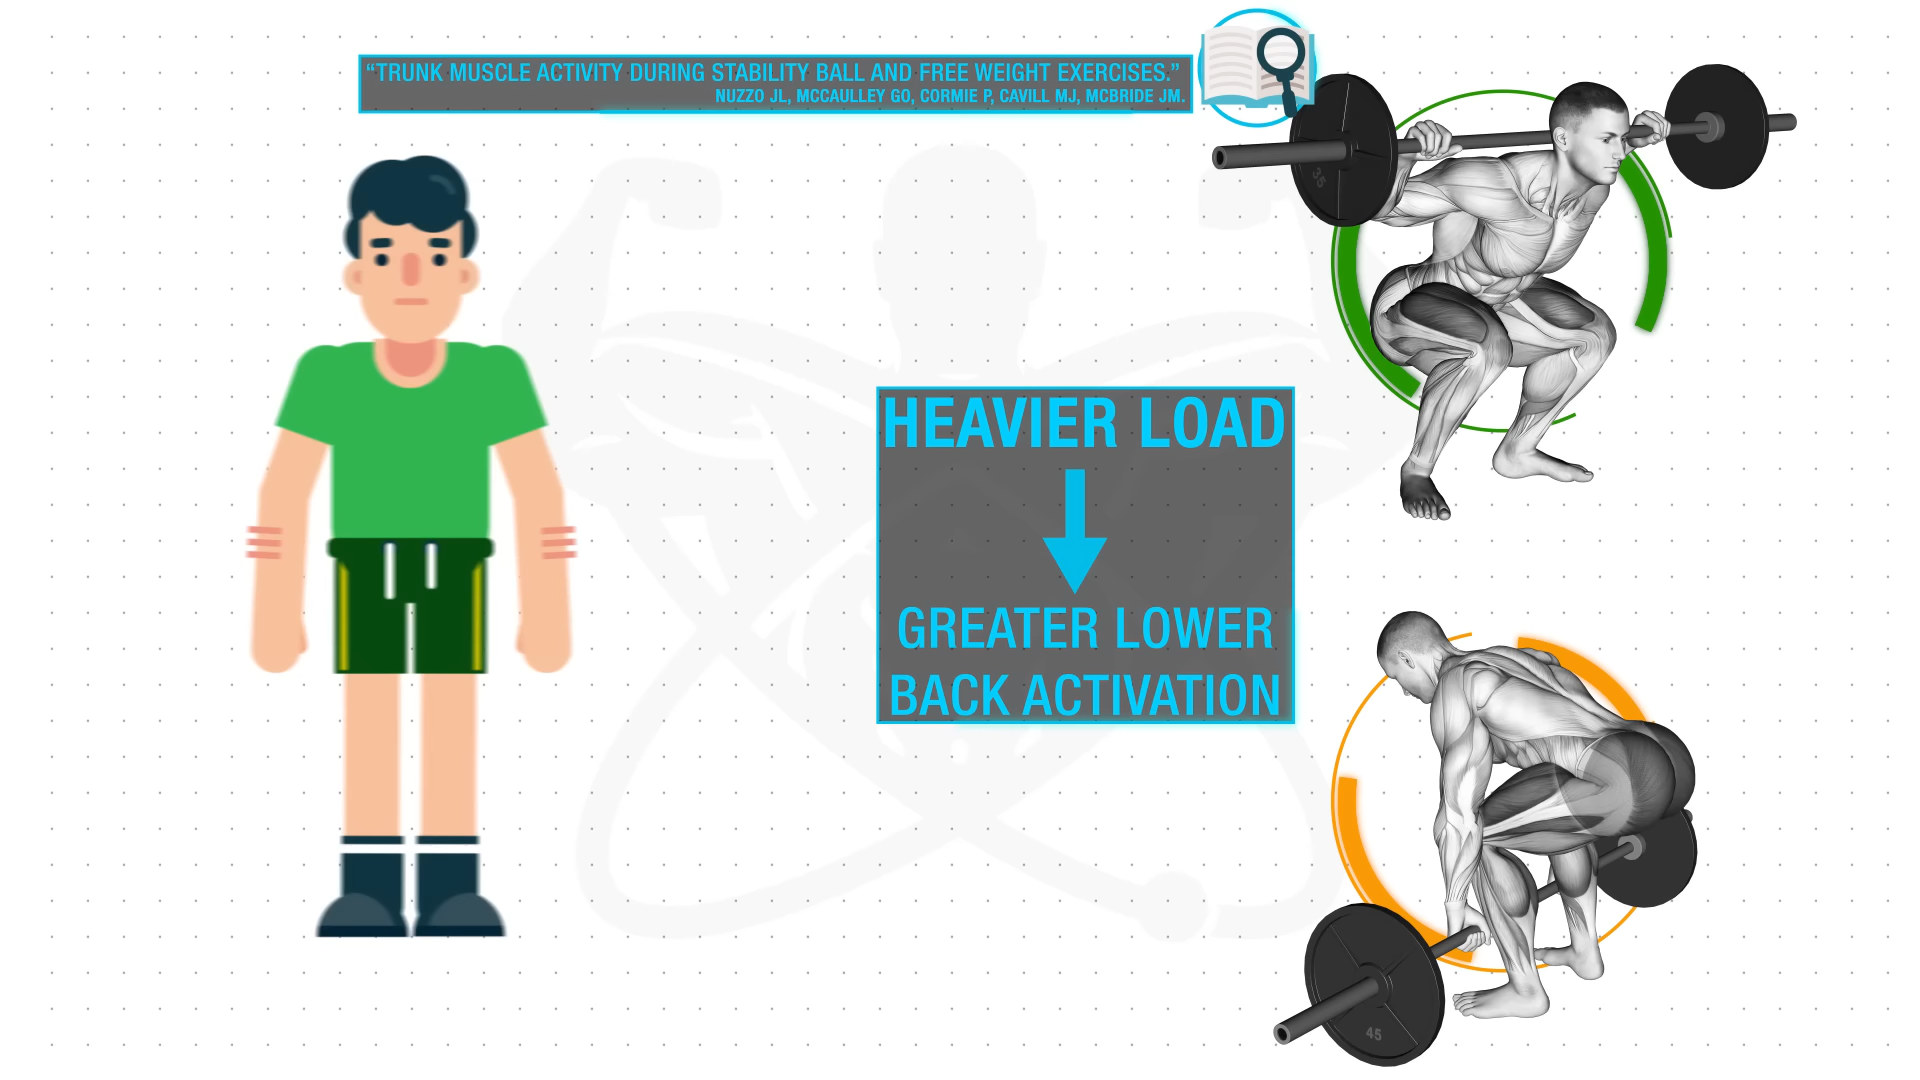 “TRUNK MUSCLE ACTIVITY DURING STABILITY BALL AND FREE WEIGHT EXERCISES.”
NUZZO JL, MCCAULLEY GO, CORMIE P, CAVILL MJ, MCBRIDE JM.
35
HEAVIER LOAD
GREATER LOWER
BACK ACTIVATION
45